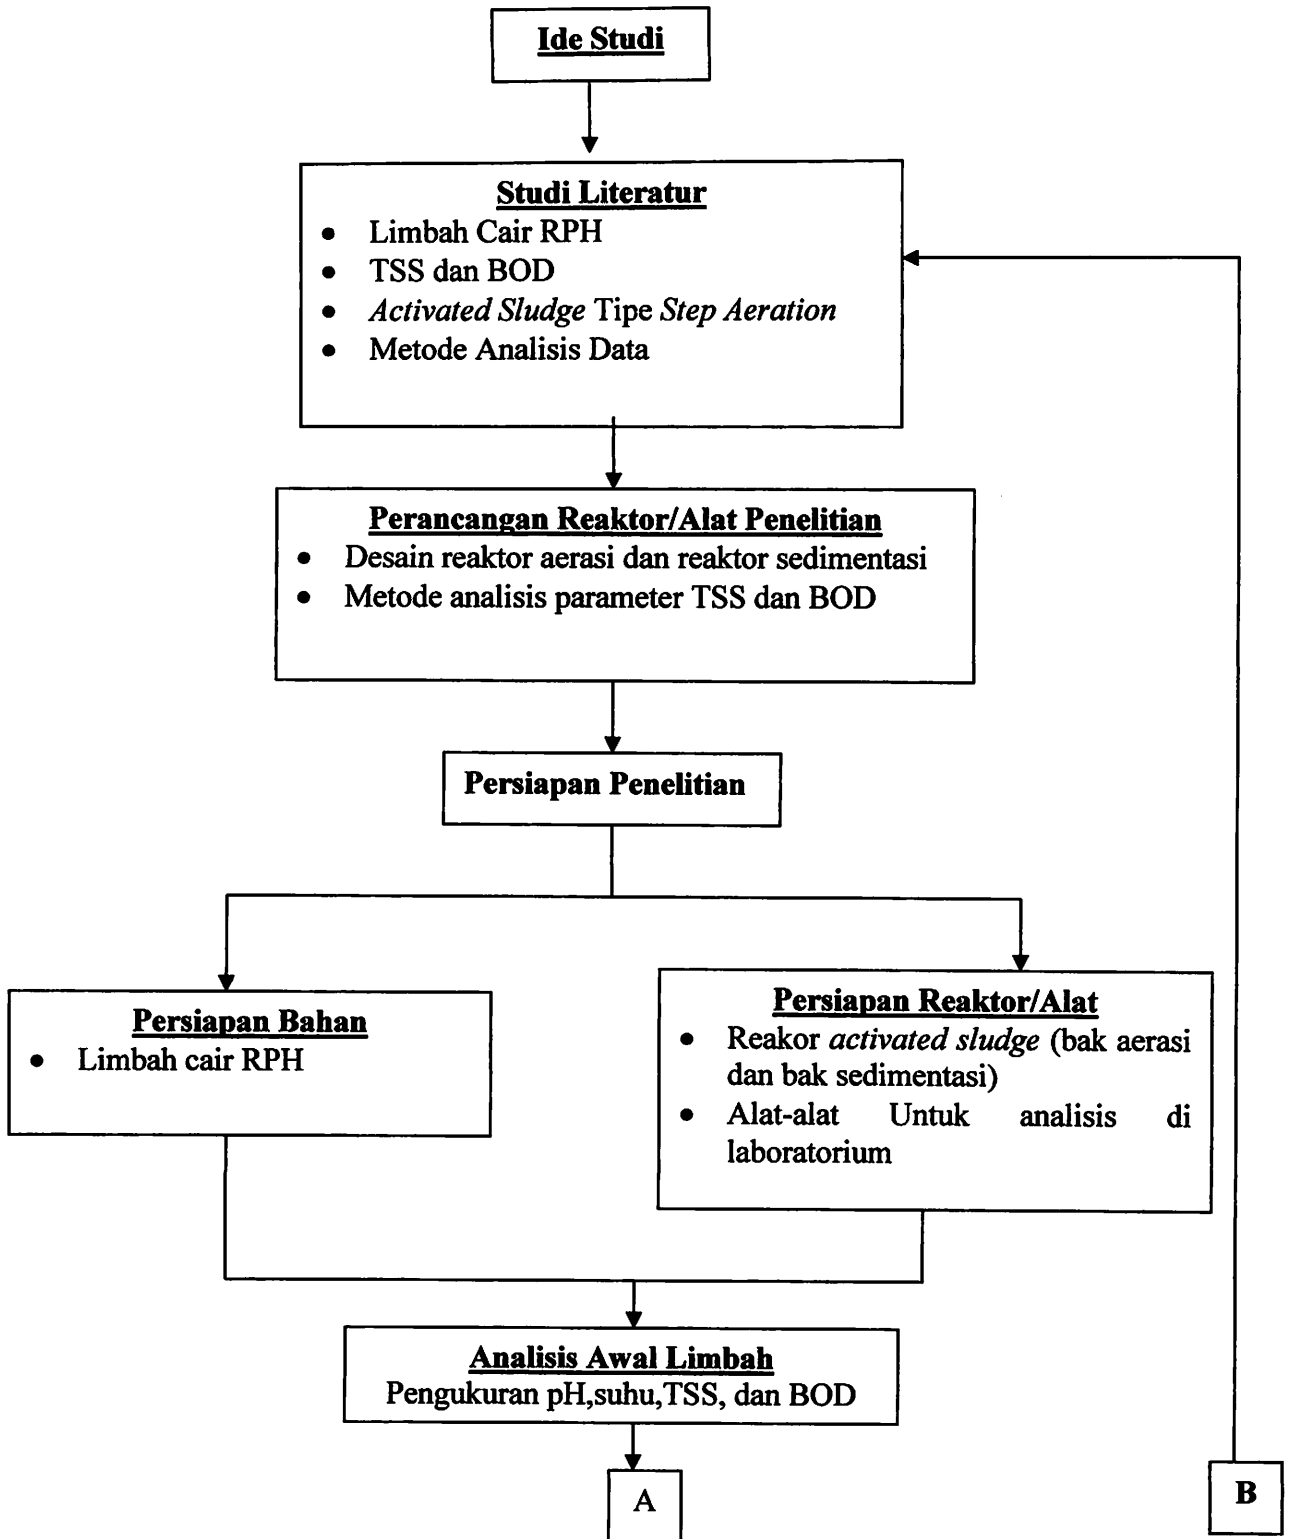 Ide Studi
Studi Literatur
• Limbah Cair RPH
• TSS dan BOD
• Activated Sludge Tipe Step Aeration
• Metode Analisis Data
Perancangan Reaktor/Alat Penelitian
• Desain reaktor aerasi dan reaktor sedimentasi
• Metode analisis parameter TSS dan BOD
Persiapan Penelitian
Persiapan Bahan
• Limbah cair RPH
Persiapan Reaktor/Alat
• Reakor activated sludge (bak aerasi
dan bak sedimentasi)
• Alat-alat Untuk analisis di
laboratorium
Analisis Awal Limbah
Pengukuran pH,suhu,TSS, dan BOD
A
B